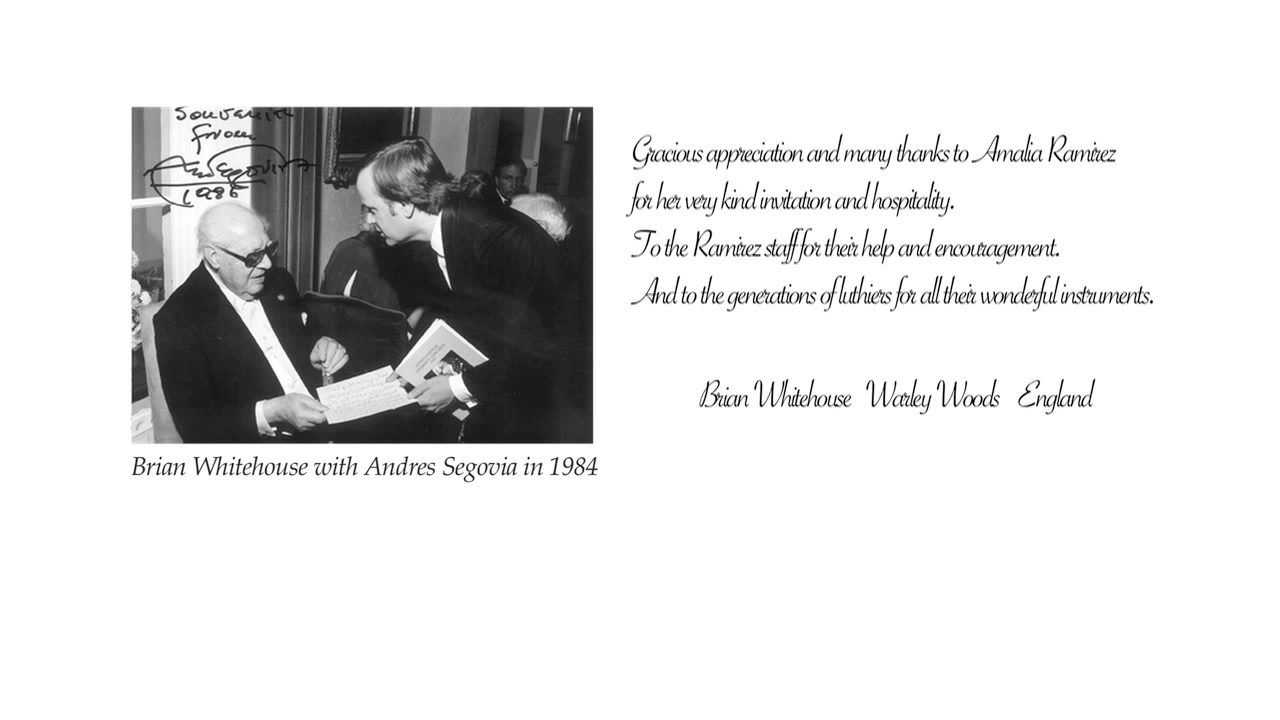 Souvenir
from
And Segovia
1985
Brian Whitehouse with Andres Segovia in 1984
Gracious appreciation and many thanks to Amalia Ramirez
for her very kind invitation and hospitality.
To the Ramirez staff for their help and encouragement.
And to the generations of luthiers for all their wonderful instruments.
Brian Whitehouse Warley Woods England